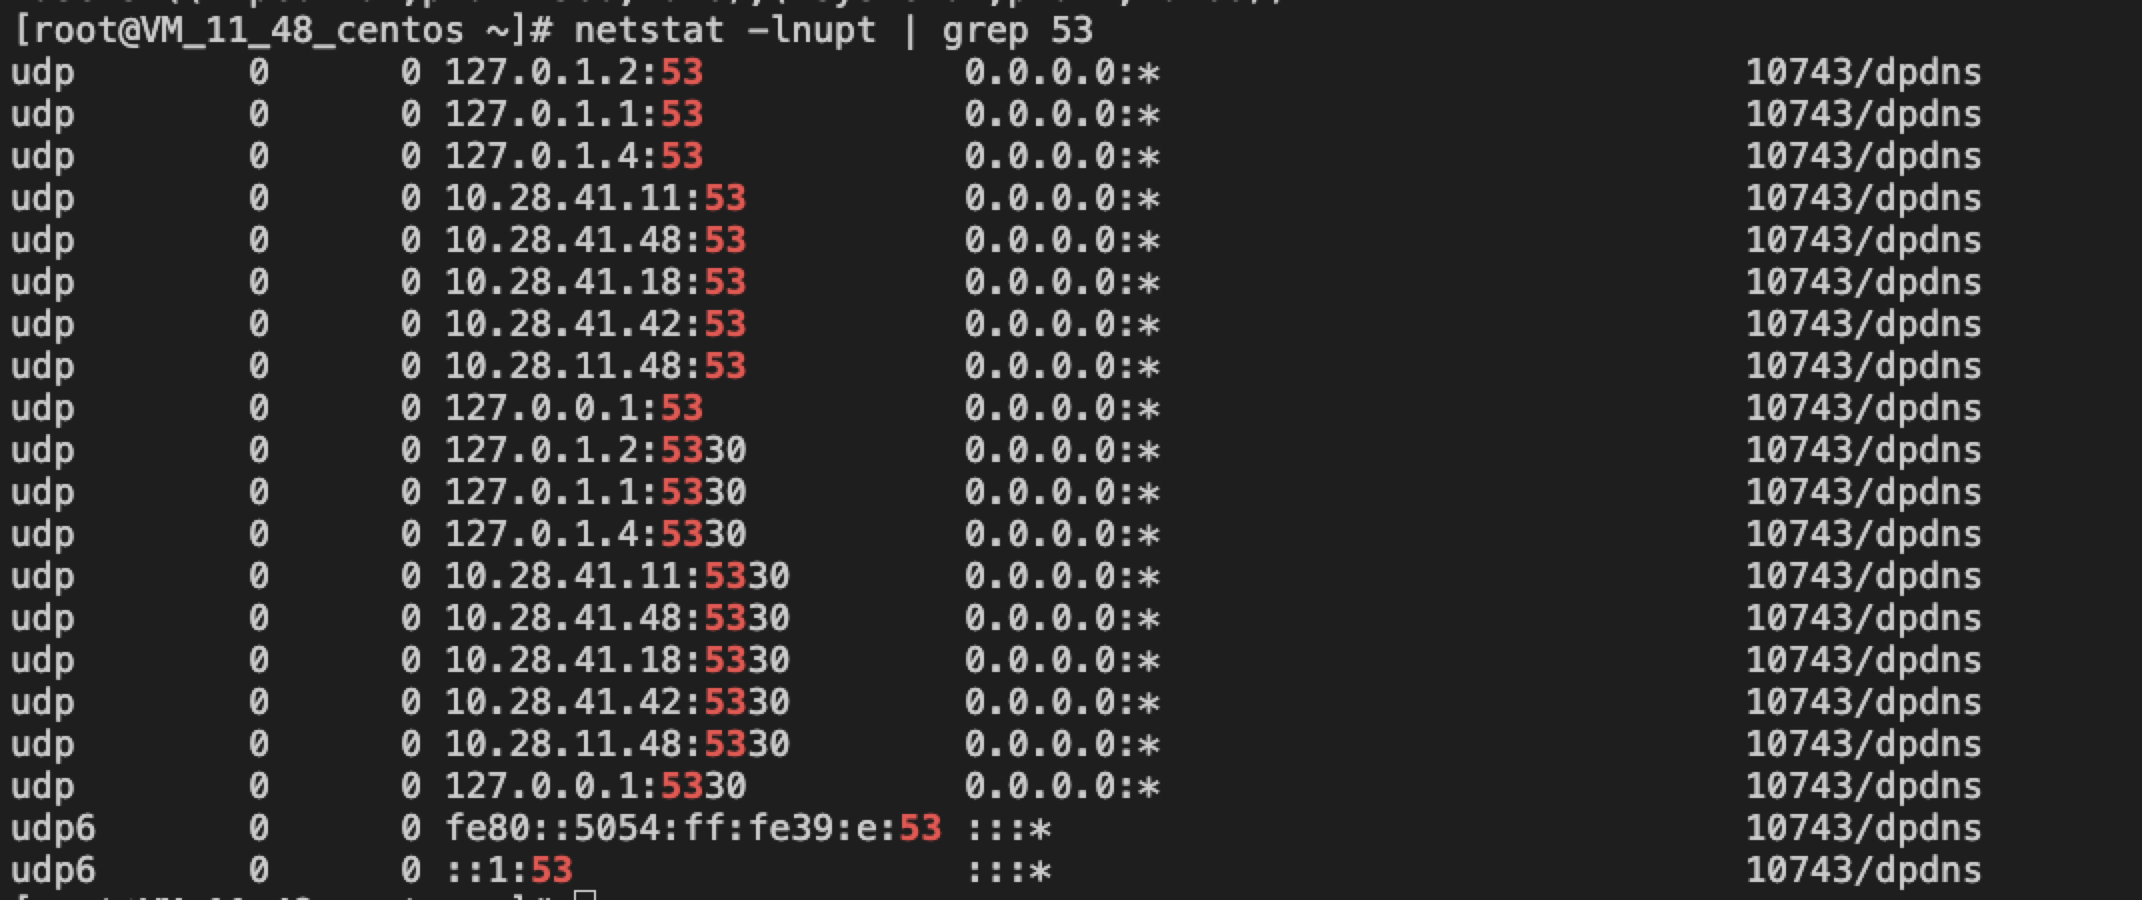 [root@VM_11_48_centos ~]# netstat -lnupt | grep 53
udp        0      0 127.0.1.2:53            0.0.0.0:*                           10743/dpdns
udp        0      0 127.0.1.1:53            0.0.0.0:*                           10743/dpdns
udp        0      0 127.0.1.4:53            0.0.0.0:*                           10743/dpdns
udp        0      0 10.28.41.11:53          0.0.0.0:*                           10743/dpdns
udp        0      0 10.28.41.48:53          0.0.0.0:*                           10743/dpdns
udp        0      0 10.28.41.18:53          0.0.0.0:*                           10743/dpdns
udp        0      0 10.28.41.42:53          0.0.0.0:*                           10743/dpdns
udp        0      0 10.28.11.48:53          0.0.0.0:*                           10743/dpdns
udp        0      0 127.0.0.1:53            0.0.0.0:*                           10743/dpdns
udp        0      0 127.0.1.2:5330          0.0.0.0:*                           10743/dpdns
udp        0      0 127.0.1.1:5330          0.0.0.0:*                           10743/dpdns
udp        0      0 127.0.1.4:5330          0.0.0.0:*                           10743/dpdns
udp        0      0 10.28.41.11:5330        0.0.0.0:*                           10743/dpdns
udp        0      0 10.28.41.48:5330        0.0.0.0:*                           10743/dpdns
udp        0      0 10.28.41.18:5330        0.0.0.0:*                           10743/dpdns
udp        0      0 10.28.41.42:5330        0.0.0.0:*                           10743/dpdns
udp        0      0 10.28.11.48:5330        0.0.0.0:*                           10743/dpdns
udp        0      0 127.0.0.1:5330          0.0.0.0:*                           10743/dpdns
udp6       0      0 fe80::5054:ff:fe39:e:53 :::*                                10743/dpdns
udp6       0      0 ::1:53                  :::*                                10743/dpdns